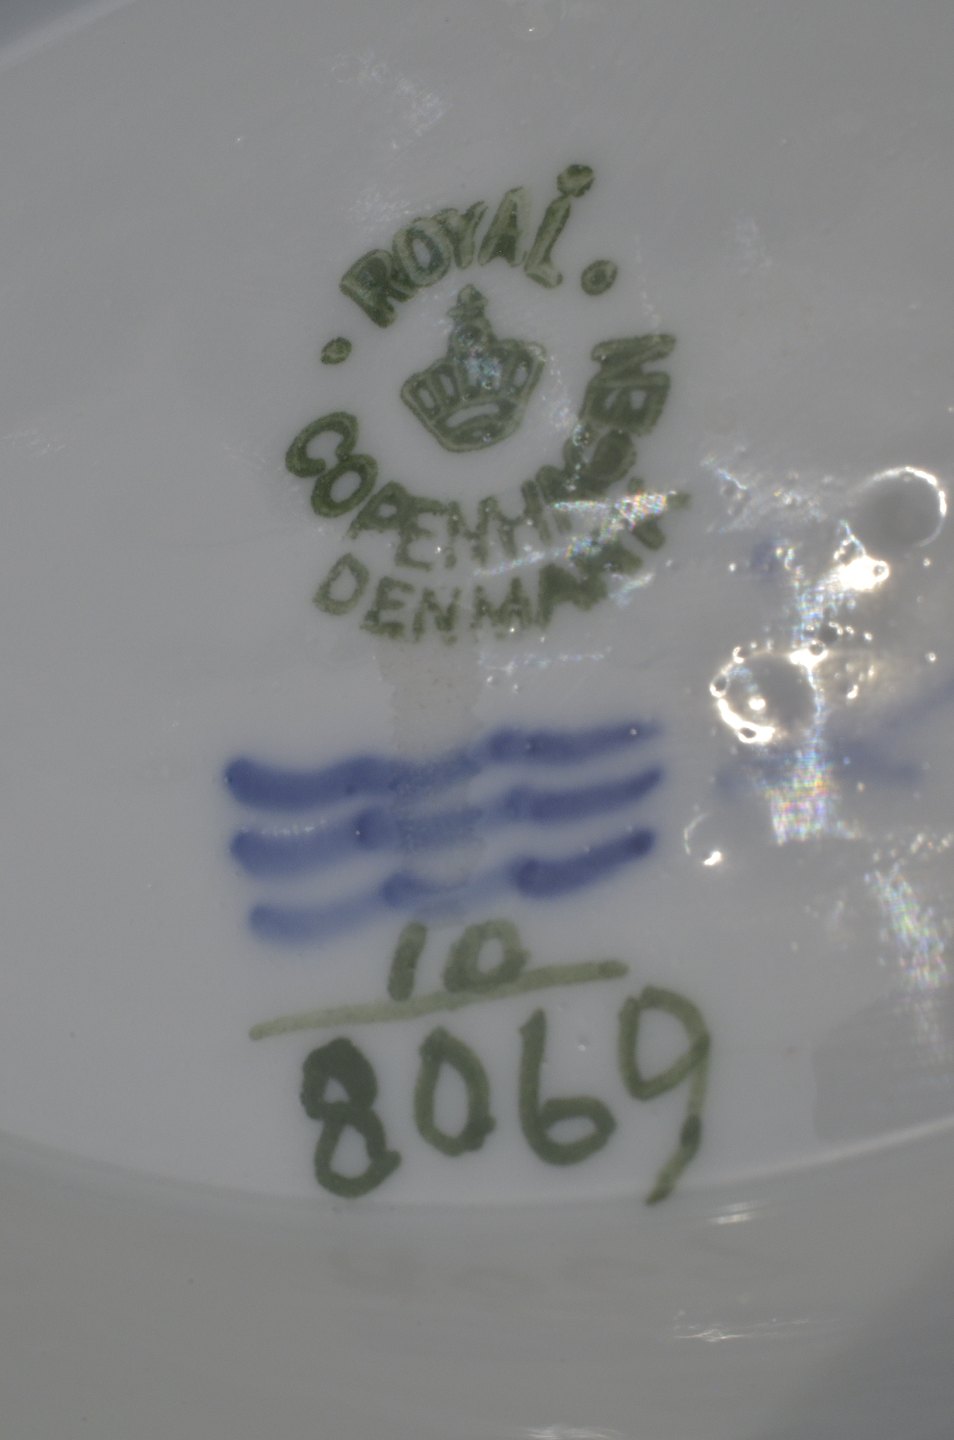 ROYAL
COPENHAGEN
DENMARK
10
8069